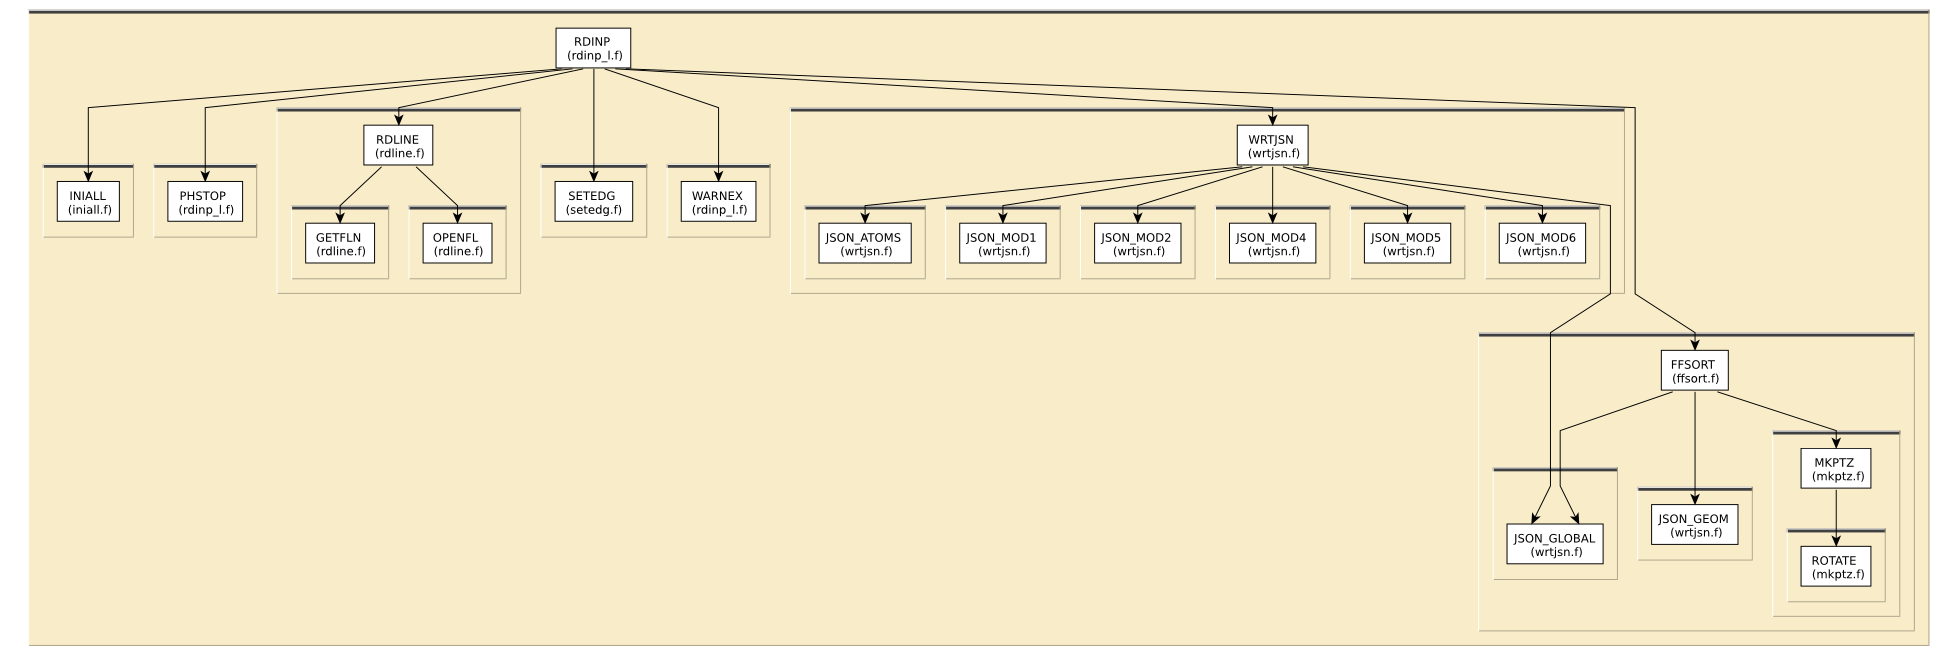 RDINP
(rdinp_l.f)
RDLINE
(rdline.f)
WRTJSN
(wrtjsn.f)
INIALL
(iniall.f)
PHSTOP
(rdinp_l.f)
SETEDG
(setedg.f)
WARNEX
(rdinp_l.f)
GETFLN
(rdline.f)
OPENFL
(rdline.f)
JSON_ATOMS
(wrtjsn.f)
JSON_MOD1
(wrtjsn.f)
JSON_MOD2
(wrtjsn.f)
JSON_MOD4
(wrtjsn.f)
JSON_MOD5
(wrtjsn.f)
JSON_MOD6
(wrtjsn.f)
FFSORT
(ffsort.f)
MKPTZ
(mkptz.f)
JSON_GLOBAL
(wrtjsn.f)
JSON_GEOM
(wrtjsn.f)
ROTATE
(mkptz.f)